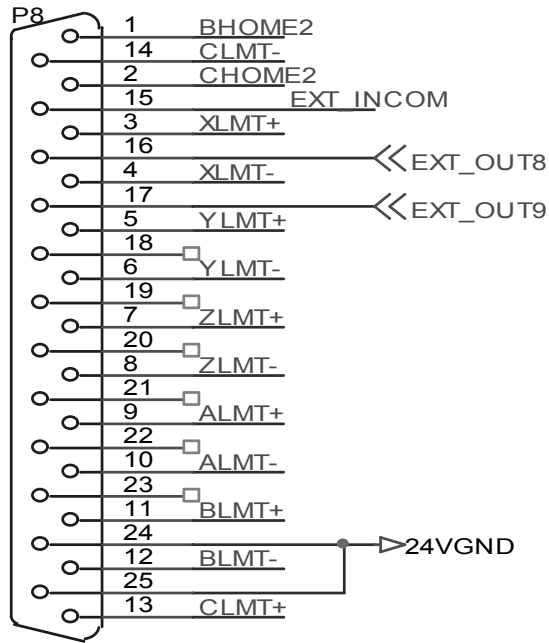 P8
1 BHOME2
14 CLMT-
2 CHOME2
15 EXT_INCOM
3 XLMT+
16 EXT_OUT8
4 XLMT-
17 EXT_OUT9
5 YLMT+
18
6 YLMT-
19
7 ZLMT+
20
8 ZLMT-
21
9 ALMT+
22
10 ALMT-
23
11 BLMT+
24 24VGND
12 BLMT-
25
13 CLMT+